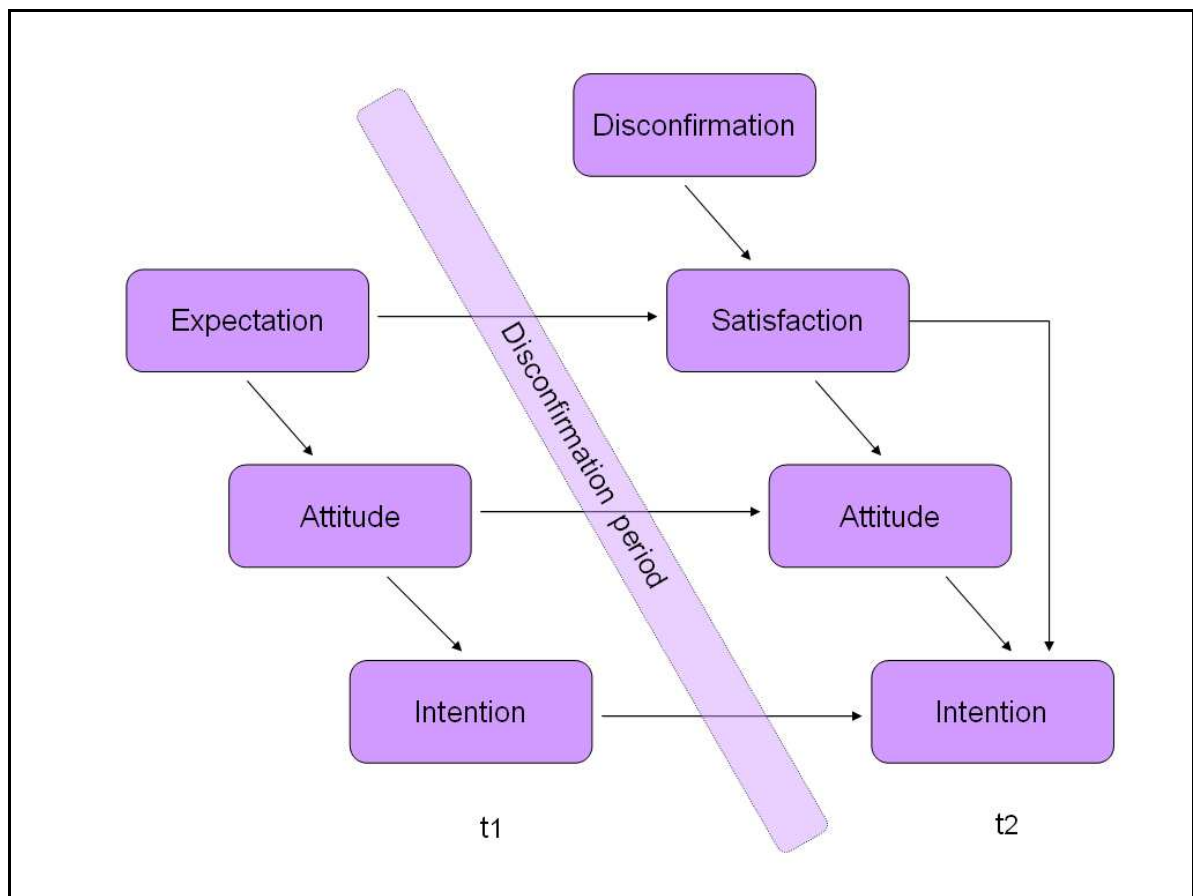 Disconfirmation
Expectation
Satisfaction
Disconfirmation period
Attitude
Attitude
Intention
Intention
t1
t2